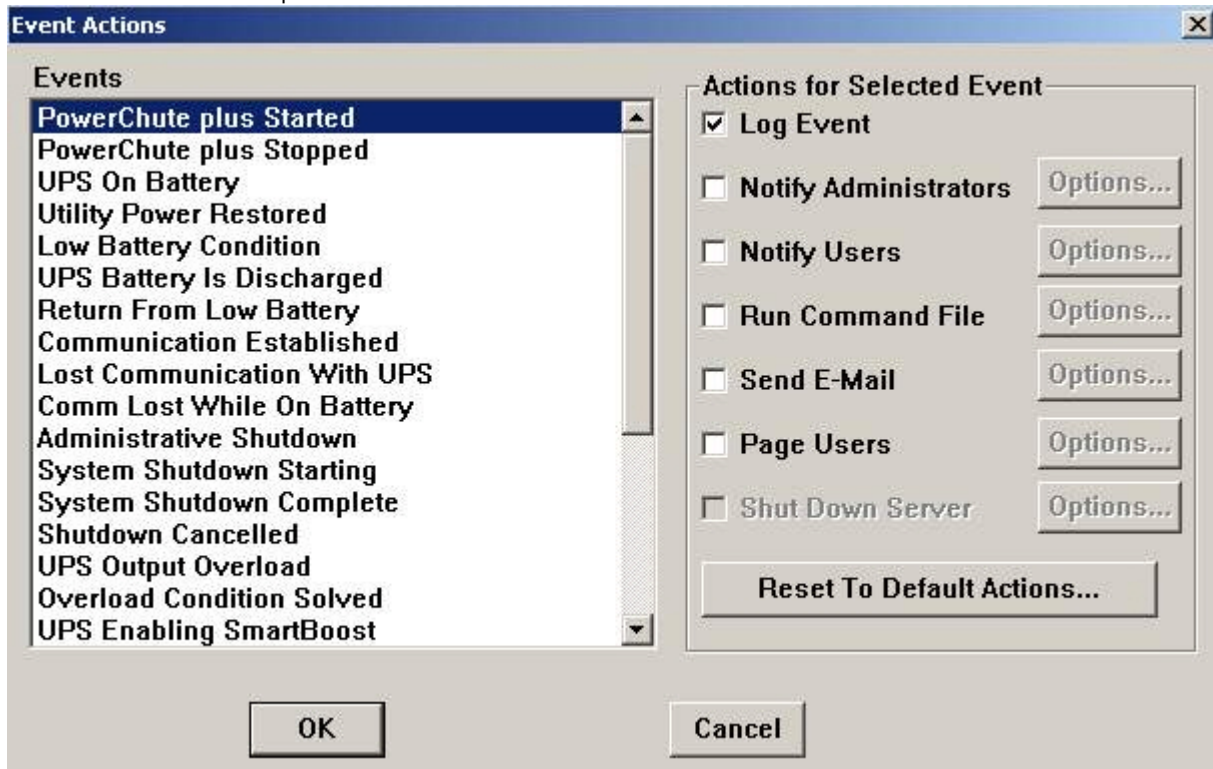 Event Actions
Events
PowerChute plus Started
PowerChute plus Stopped
UPS On Battery
Utility Power Restored
Low Battery Condition
UPS Battery Is Discharged
Return From Low Battery
Communication Established
Lost Communication With UPS
Comm Lost While On Battery
Administrative Shutdown
System Shutdown Starting
System Shutdown Complete
Shutdown Cancelled
UPS Output Overload
Overload Condition Solved
UPS Enabling SmartBoost
Actions for Selected Event
Log Event
Notify Administrators Options...
Notify Users Options...
Run Command File Options...
Send E-Mail Options...
Page Users Options...
Shut Down Server Options...
Reset To Default Actions...
OK
Cancel